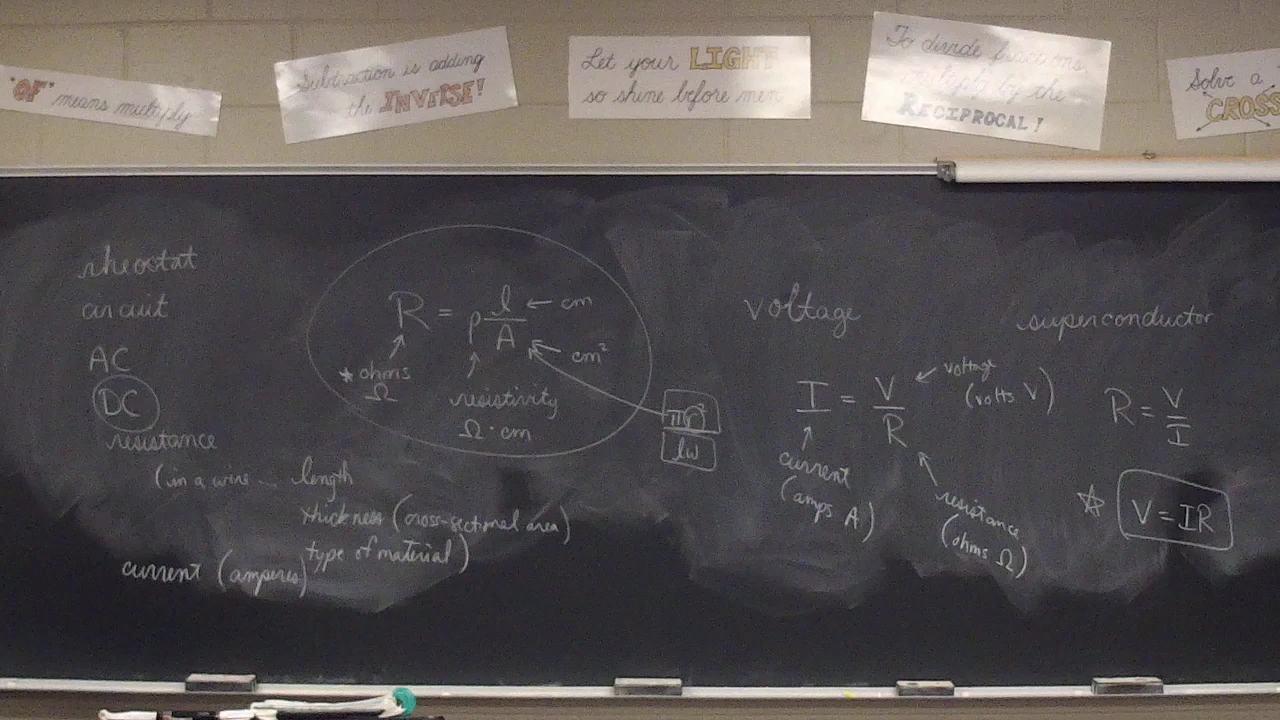 "OF" means multiply
Subtraction is adding
the INVERSE!
Let your LIGHT
so shine before men
To divide fractions
multiply by the
RECIPROCAL!
Solve a
CROSS
rheostat
circuit
AC
DC
resistance
(in a wire... length
thickness (cross-sectional area)
type of material)
current (amperes)
R = ρ l/A
← cm
← cm²
* ohms
Ω
resistivity
Ω · cm
πr²
lw
voltage
I = V/R
← voltage
(volts V)
current
(amps A)
resistance
(ohms Ω)
superconductor
R = V/I
☆ V = IR